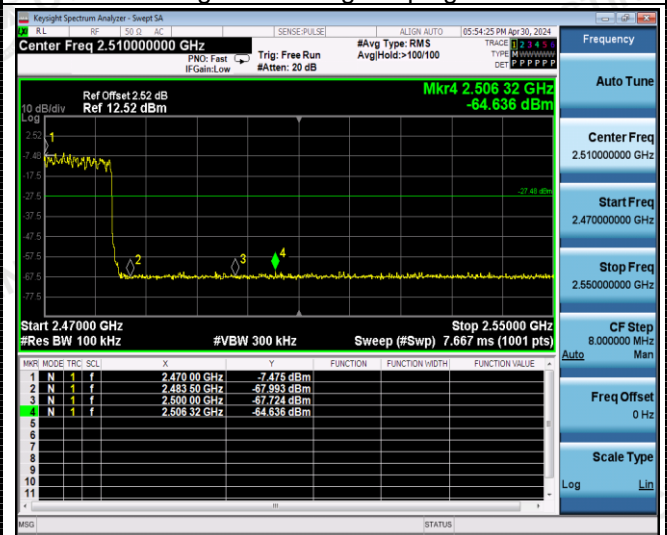 Keysight Spectrum Analyzer - Swept SA
RL RF 50 Ω AC SENSE:PULSE ALIGN AUTO 05:54:25 PM Apr 30, 2024
Center Freq 2.510000000 GHz #Avg Type: RMS TRACE 1 2 3 4 5 6
PNO: Fast Trig: Free Run Avg|Hold:>100/100 TYPE M WWWWW
IFGain:Low #Atten: 20 dB DET P P P P P P
Mkr4 2.506 32 GHz
Ref Offset 2.52 dB
10 dB/div Ref 12.52 dBm -64.636 dBm
Log
2.52
1
-7.48
-17.5
-27.5
-27.48 dBm
-37.5
-47.5
-57.5
2 3 4
-67.5
-77.5
Start 2.47000 GHz Stop 2.55000 GHz
#Res BW 100 kHz #VBW 300 kHz Sweep (#Swp) 7.667 ms (1001 pts)
MKR MODE TRC SCL X Y FUNCTION FUNCTION WIDTH FUNCTION VALUE
1 N 1 f 2.470 00 GHz -7.475 dBm
2 N 1 f 2.483 50 GHz -67.993 dBm
3 N 1 f 2.500 00 GHz -67.724 dBm
4 N 1 f 2.506 32 GHz -64.636 dBm
5
6
7
8
9
10
11
MSG STATUS
Frequency
Auto Tune
Center Freq
2.510000000 GHz
Start Freq
2.470000000 GHz
Stop Freq
2.550000000 GHz
CF Step
8.000000 MHz
Auto Man
Freq Offset
0 Hz
Scale Type
Log Lin